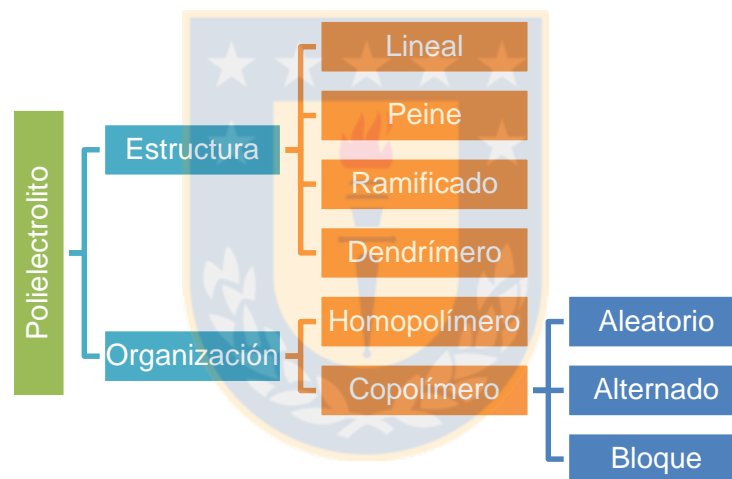 Polielectrolito
Estructura
Lineal
Peine
Ramificado
Dendrímero
Organización
Homopolímero
Copolímero
Aleatorio
Alternado
Bloque